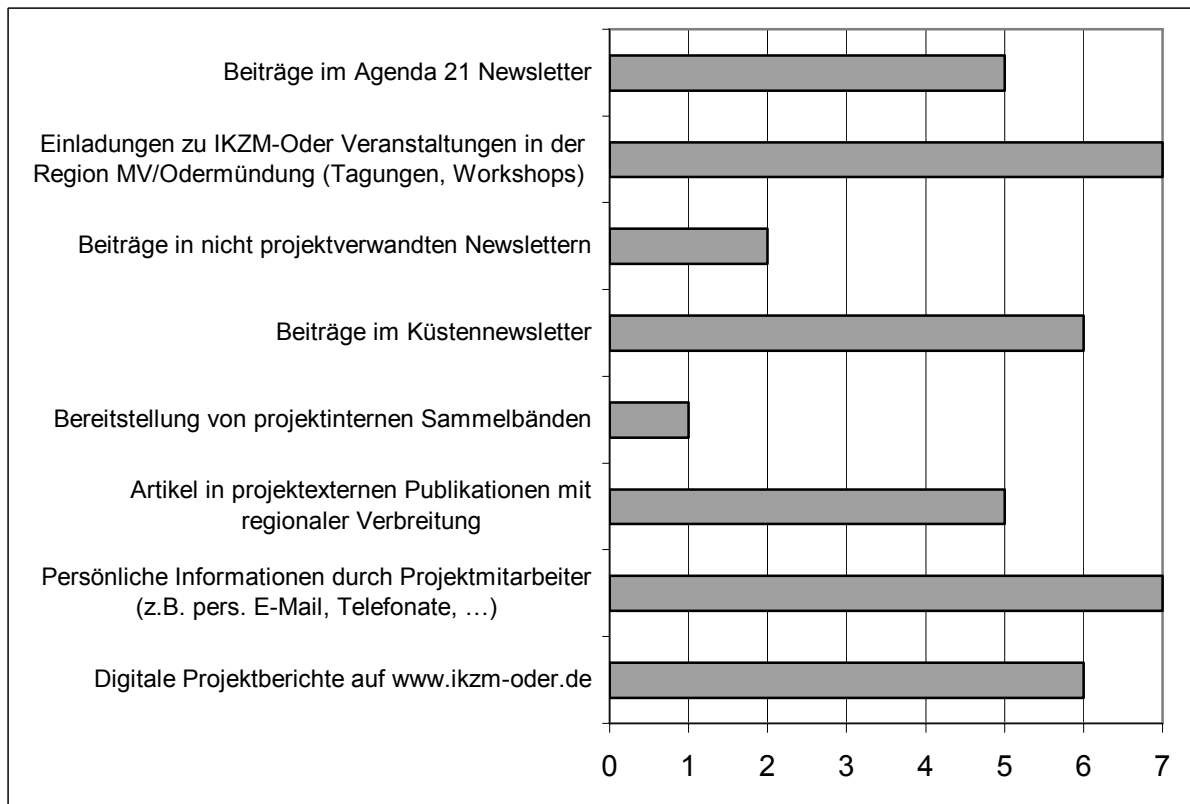 Beiträge im Agenda 21 Newsletter
Einladungen zu IKZM-Oder Veranstaltungen in der
Region MV/Odermündung (Tagungen, Workshops)
Beiträge in nicht projektverwandten Newslettern
Beiträge im Küstennewsletter
Bereitstellung von projektinternen Sammelbänden
Artikel in projektexternen Publikationen mit
regionaler Verbreitung
Persönliche Informationen durch Projektmitarbeiter
(z.B. pers. E-Mail, Telefonate, …)
Digitale Projektberichte auf www.ikzm-oder.de
0 1 2 3 4 5 6 7